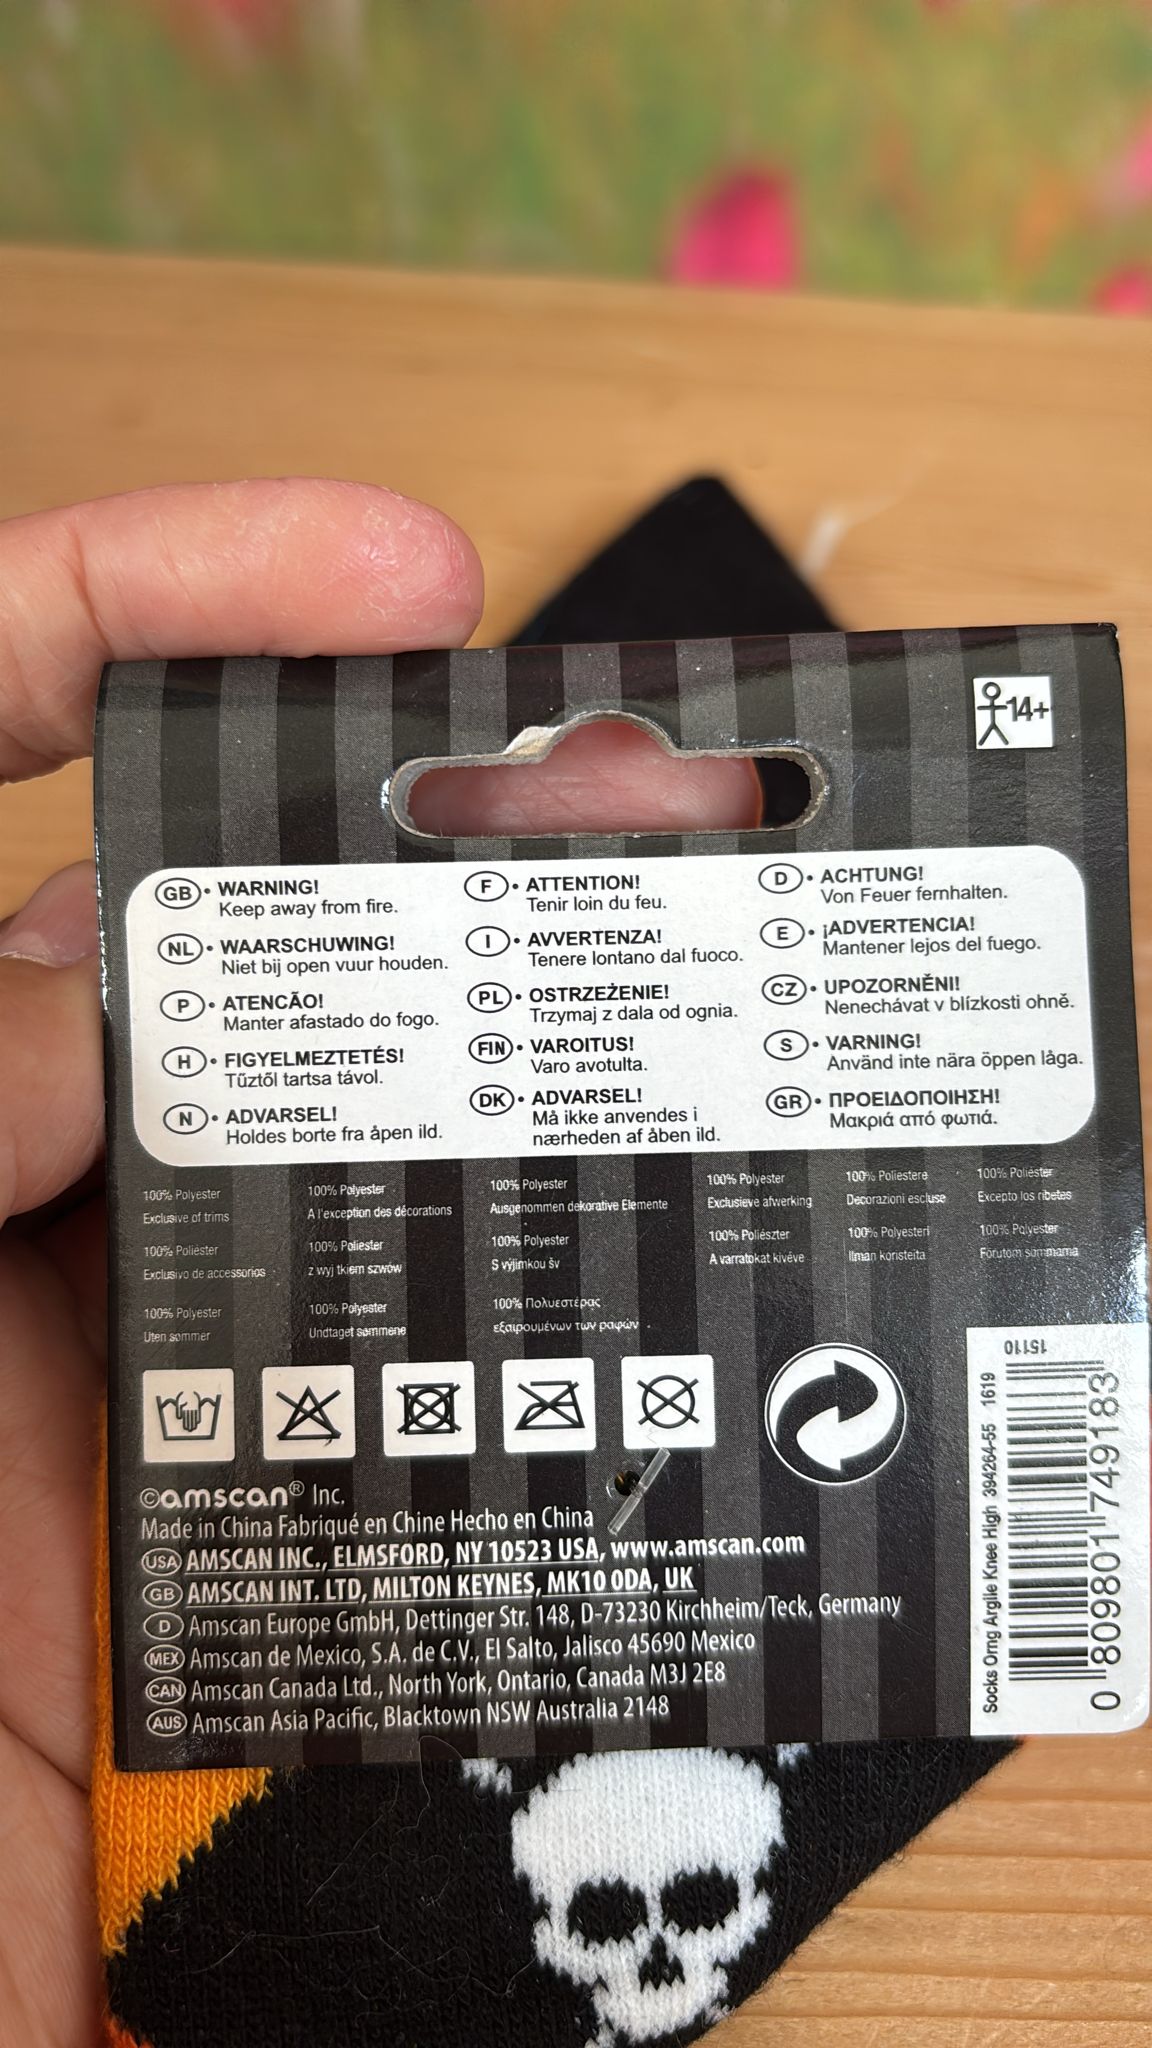 14+
GB • WARNING!
Keep away from fire.
F • ATTENTION!
Tenir loin du feu.
D • ACHTUNG!
Von Feuer fernhalten.
NL • WAARSCHUWING!
Niet bij open vuur houden.
I • AVVERTENZA!
Tenere lontano dal fuoco.
E • ¡ADVERTENCIA!
Mantener lejos del fuego.
P • ATENCÃO!
Manter afastado do fogo.
PL • OSTRZEŻENIE!
Trzymaj z dala od ognia.
CZ • UPOZORNĚNI!
Nenechávat v blízkosti ohně.
H • FIGYELMEZTETÉS!
Tűztől tartsa távol.
FIN • VAROITUS!
Varo avotulta.
S • VARNING!
Använd inte nära öppen låga.
N • ADVARSEL!
Holdes borte fra åpen ild.
DK • ADVARSEL!
Må ikke anvendes i
nærheden af åben ild.
GR • ΠΡΟΕΙΔΟΠΟΙΗΣΗ!
Μακριά από φωτιά.
100% Polyester
Exclusive of trims
100% Polyester
A l'exception des décorations
100% Polyester
Ausgenommen dekorative Elemente
100% Polyester
Exclusieve afwerking
100% Poliestere
Decorazioni escluse
100% Poliéster
Excepto los ribetes
100% Poliéster
Exclusivo de accessorios
100% Poliester
z wyj tkiem szwów
100% Polyester
S výjimkou šv
100% Poliészter
A varratokat kivéve
100% Polyesteri
Ilman koristeita
100% Polyester
Förutom sömmarna
100% Polyester
Uten sømmer
100% Polyester
Undtaget sømmene
100% Πολυεστέρας
εξαιρουμένων των ραφών
©amscan® Inc.
Made in China Fabriqué en Chine Hecho en China
USA AMSCAN INC., ELMSFORD, NY 10523 USA, www.amscan.com
GB AMSCAN INT. LTD, MILTON KEYNES, MK10 0DA, UK
D Amscan Europe GmbH, Dettinger Str. 148, D-73230 Kirchheim/Teck, Germany
MEX Amscan de Mexico, S.A. de C.V., El Salto, Jalisco 45690 Mexico
CAN Amscan Canada Ltd., North York, Ontario, Canada M3J 2E8
AUS Amscan Asia Pacific, Blacktown NSW Australia 2148
15110
Socks Orng Argile Knee High 394264-55 1619
0 80980174918 3